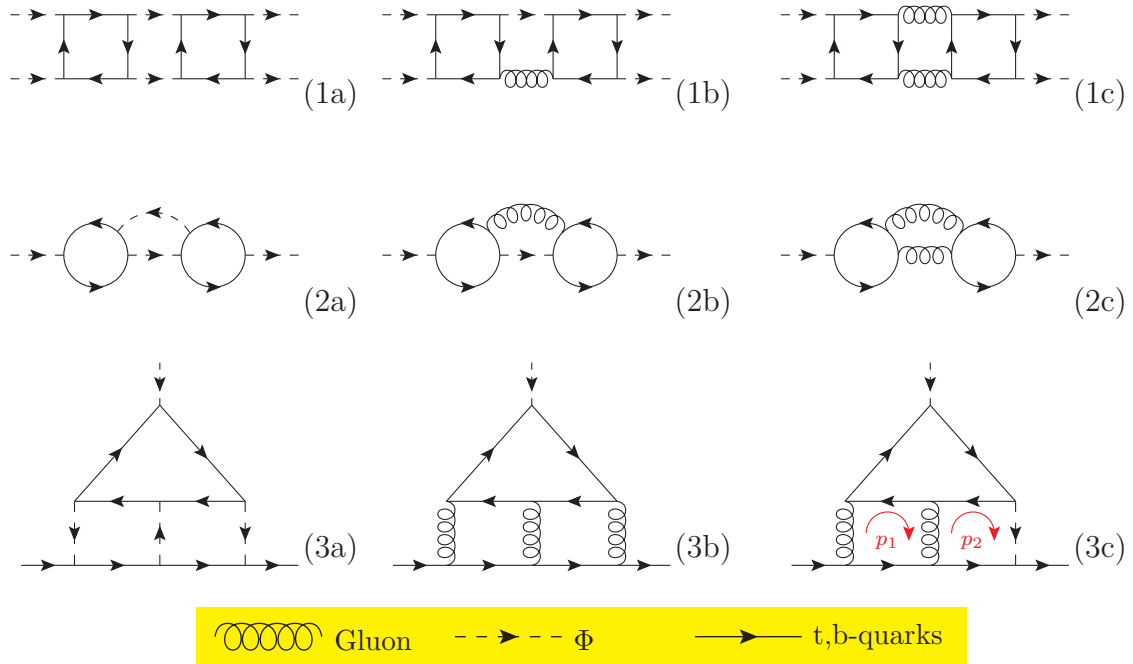 (1a) (1b) (1c)
(2a) (2b) (2c)
p₁ p₂
(3a) (3b) (3c)
Gluon Φ t,b-quarks